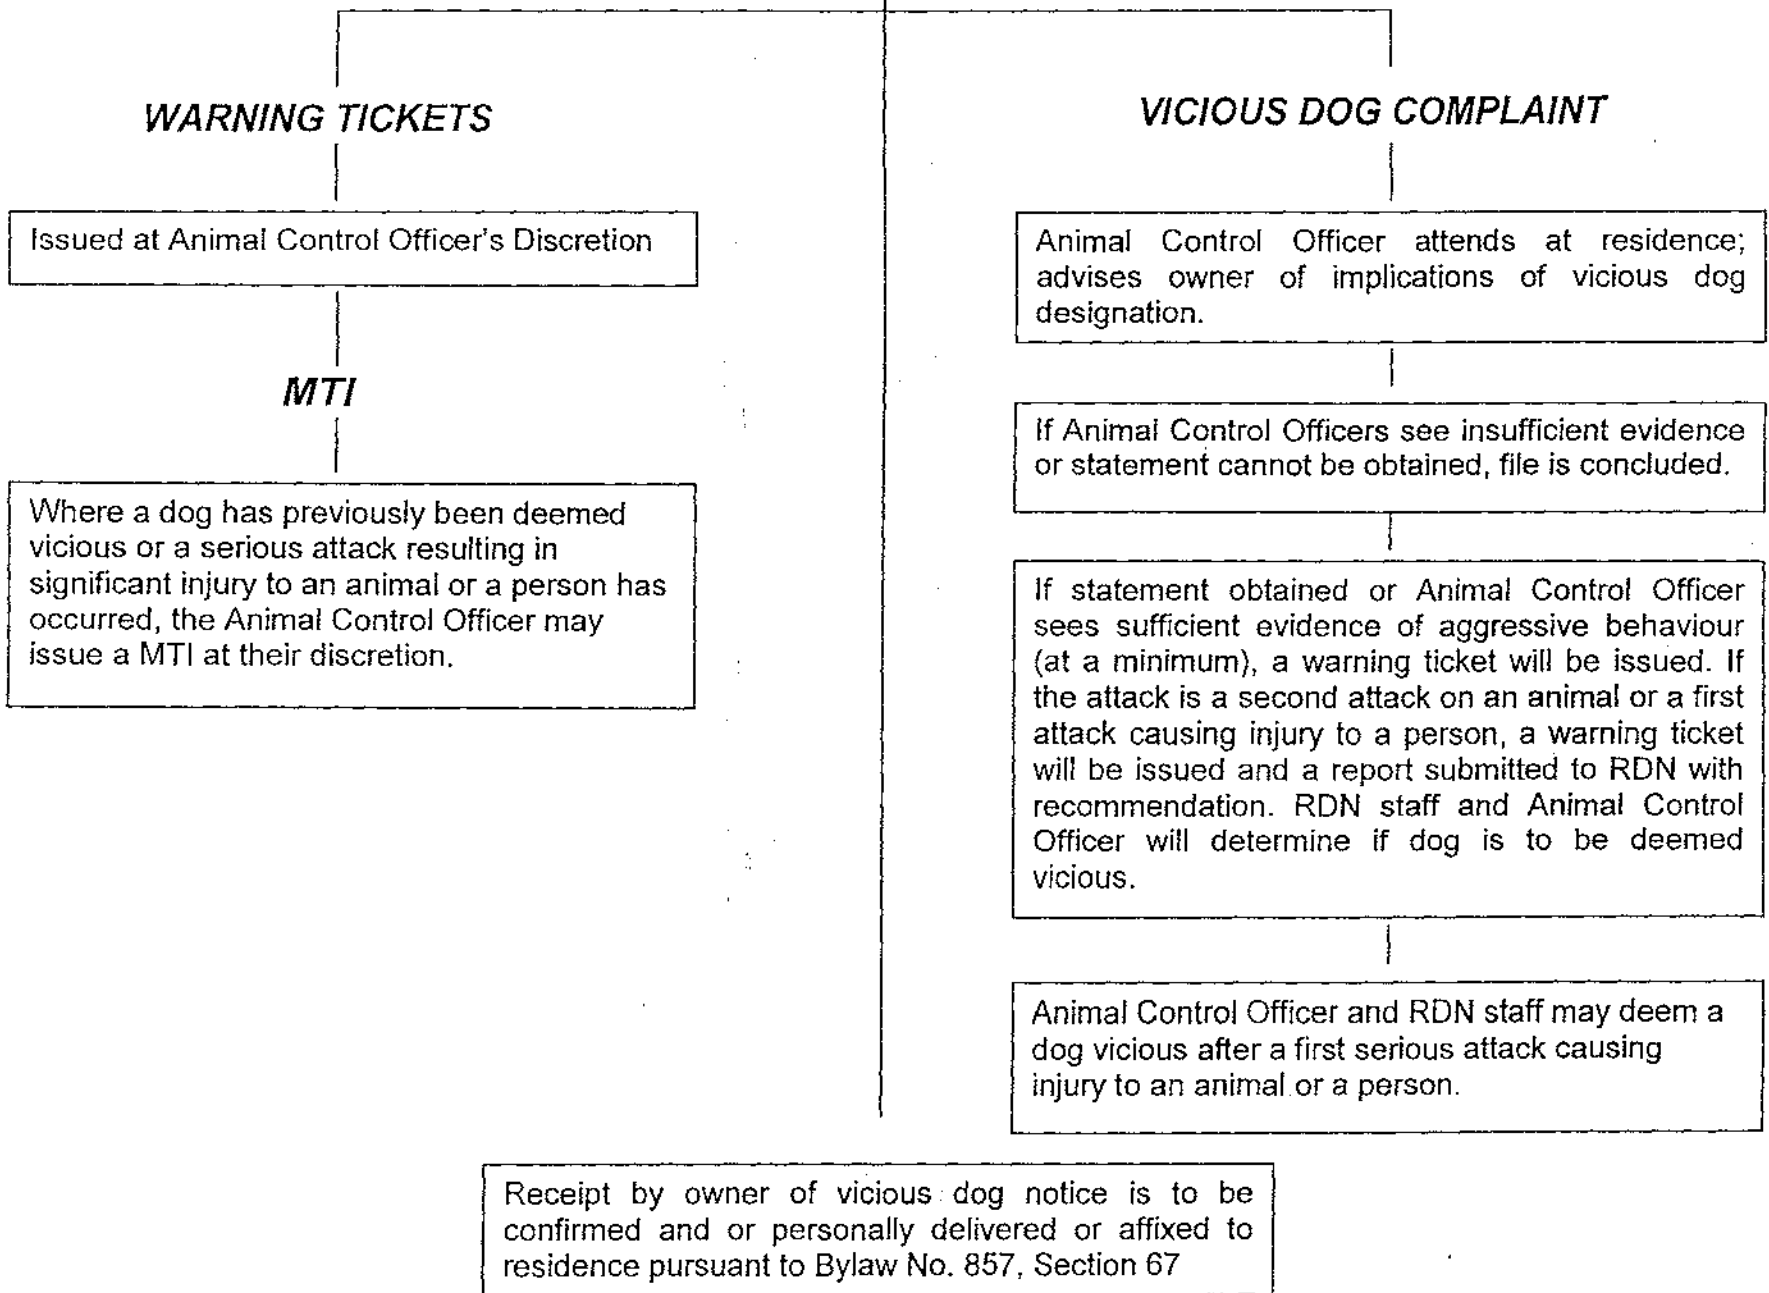 WARNING TICKETS
Issued at Animal Control Officer's Discretion
MTI
Where a dog has previously been deemed
vicious or a serious attack resulting in
significant injury to an animal or a person has
occurred, the Animal Control Officer may
issue a MTI at their discretion.
VICIOUS DOG COMPLAINT
Animal Control Officer attends at residence;
advises owner of implications of vicious dog
designation.
If Animal Control Officers see insufficient evidence
or statement cannot be obtained, file is concluded.
If statement obtained or Animal Control Officer
sees sufficient evidence of aggressive behaviour
(at a minimum), a warning ticket will be issued. If
the attack is a second attack on an animal or a first
attack causing injury to a person, a warning ticket
will be issued and a report submitted to RDN with
recommendation. RDN staff and Animal Control
Officer will determine if dog is to be deemed
vicious.
Animal Control Officer and RDN staff may deem a
dog vicious after a first serious attack causing
injury to an animal or a person.
Receipt by owner of vicious dog notice is to be
confirmed and or personally delivered or affixed to
residence pursuant to Bylaw No. 857, Section 67